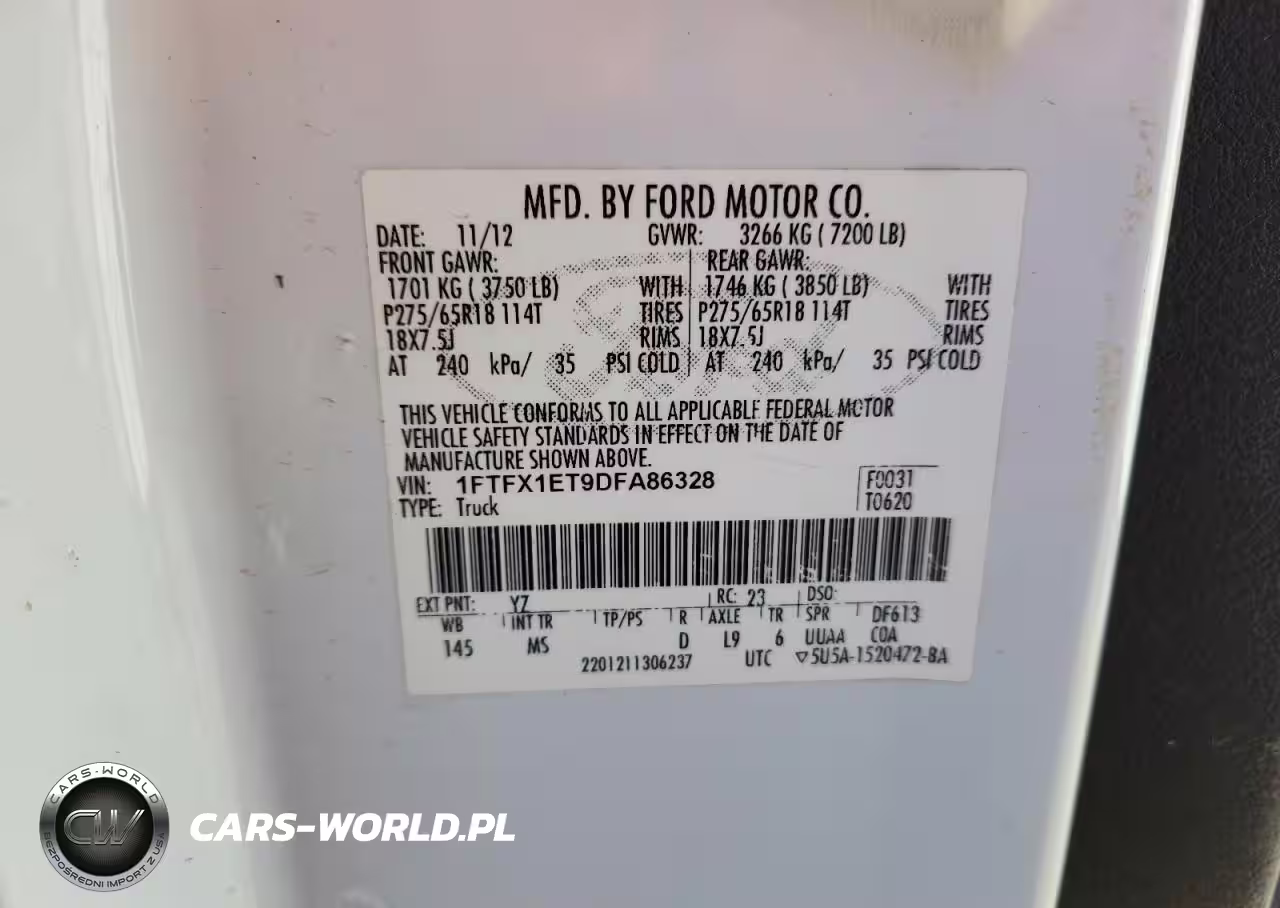 MFD. BY FORD MOTOR CO.
DATE: 11/12 GVWR: 3266 KG ( 7200 LB)
FRONT GAWR: REAR GAWR:
1701 KG ( 3750 LB) WITH 1746 KG ( 3850 LB) WITH
P275/65R18 114T TIRES P275/65R18 114T TIRES
18X7.5J RIMS 18X7.5J RIMS
AT 240 kPa/ 35 PSI COLD AT 240 kPa/ 35 PSI COLD
THIS VEHICLE CONFORMS TO ALL APPLICABLE FEDERAL MOTOR
VEHICLE SAFETY STANDARDS IN EFFECT ON THE DATE OF
MANUFACTURE SHOWN ABOVE.
VIN: 1FTFX1ET9DFA86328 F0031
TYPE: Truck T0620
EXT PNT: YZ RC: 23 DSO:
WB INT TR TP/PS R AXLE TR SPR DF613
145 MS D L9 6 UUAA COA
2201211306237 UTC ▽5U5A-1520472-BA
CARS-WORLD
CW
BEZPOŚREDNI IMPORT Z USA
CARS-WORLD.PL